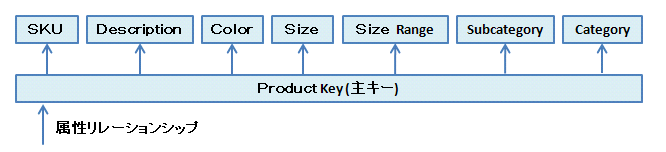 SKU Description Color Size Size Range Subcategory Category
Product Key (主キー)
属性リレーションシップ